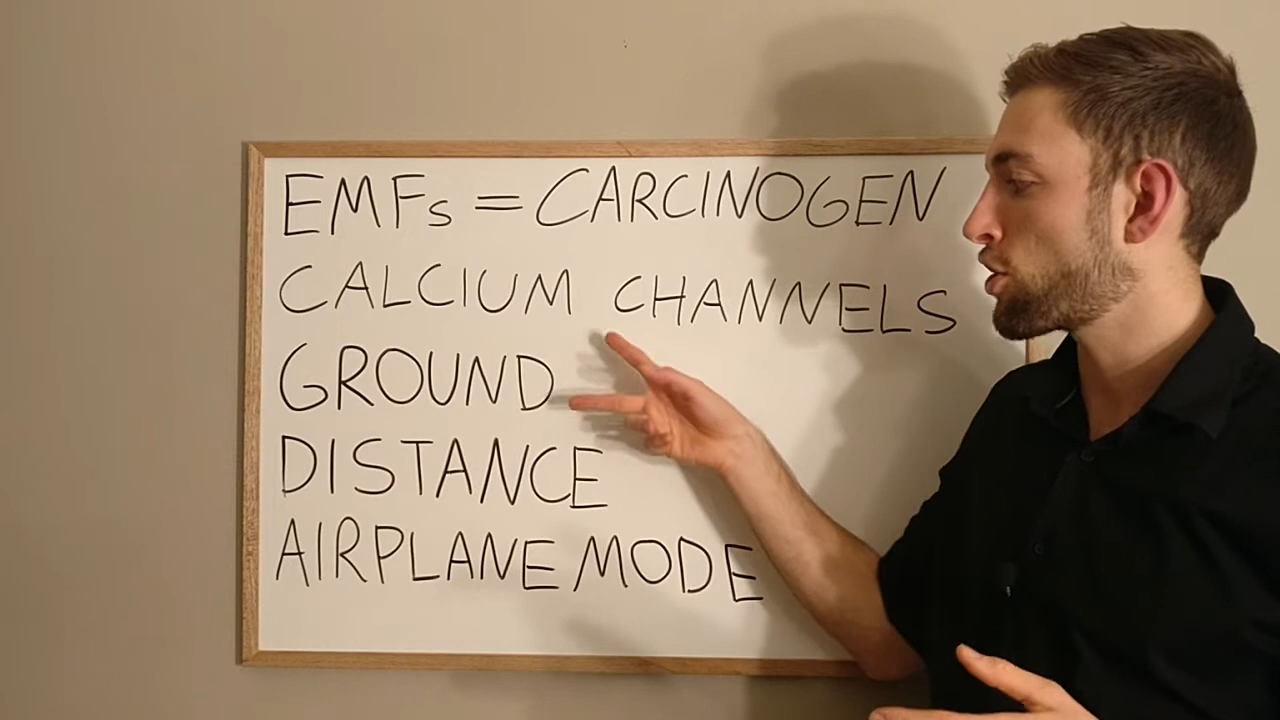 EMFs = CARCINOGEN
CALCIUM CHANNELS
GROUND
DISTANCE
AIRPLANE MODE